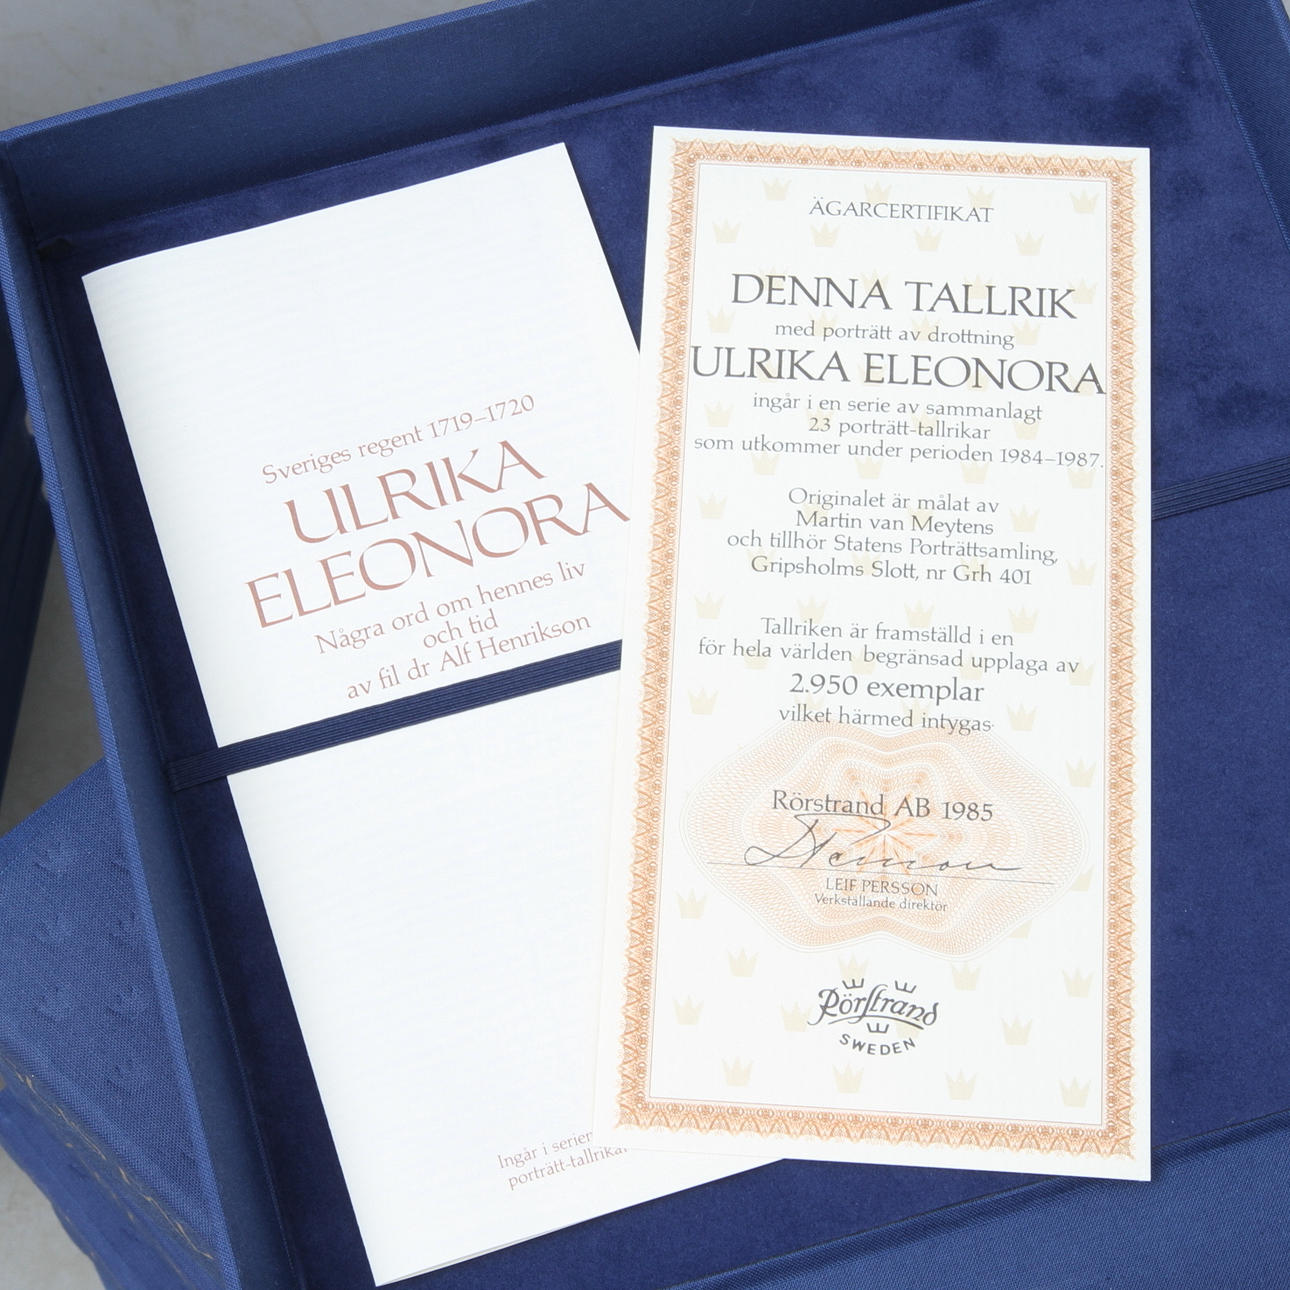 Sveriges regent 1719–1720
ULRIKA
ELEONORA
Några ord om hennes liv
och tid
av fil dr Alf Henrikson
Ingår i serien
porträtt-tallrikar
ÄGARCERTIFIKAT
DENNA TALLRIK
med porträtt av drottning
ULRIKA ELEONORA
ingår i en serie av sammanlagt
23 porträtt-tallrikar
som utkommer under perioden 1984–1987.
Originalet är målat av
Martin van Meytens
och tillhör Statens Porträttsamling,
Gripsholms Slott, nr Grh 401
Tallriken är framställd i en
för hela världen begränsad upplaga av
2.950 exemplar
vilket härmed intygas
Rörstrand AB 1985
LEIF PERSSON
Verkställande direktör
Rörstrand
SWEDEN